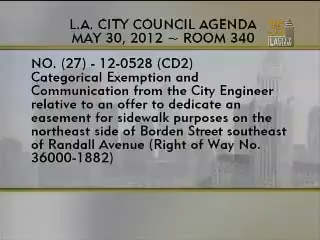 L.A. CITY COUNCIL AGENDA
MAY 30, 2012 ~ ROOM 340
NO. (27) - 12-0528 (CD2)
Categorical Exemption and
Communication from the City Engineer
relative to an offer to dedicate an
easement for sidewalk purposes on the
northeast side of Borden Street southeast
of Randall Avenue (Right of Way No.
36000-1882)